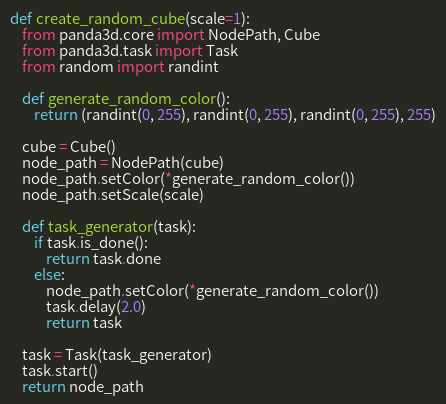 def create_random_cube(scale=1):
from panda3d.core import NodePath, Cube
from panda3d.task import Task
from random import randint
def generate_random_color():
return (randint(0, 255), randint(0, 255), randint(0, 255), 255)
cube = Cube()
node_path = NodePath(cube)
node_path.setColor(*generate_random_color())
node_path.setScale(scale)
def task_generator(task):
if task.is_done():
return task.done
else:
node_path.setColor(*generate_random_color())
task.delay(2.0)
return task
task = Task(task_generator)
task.start()
return node_path